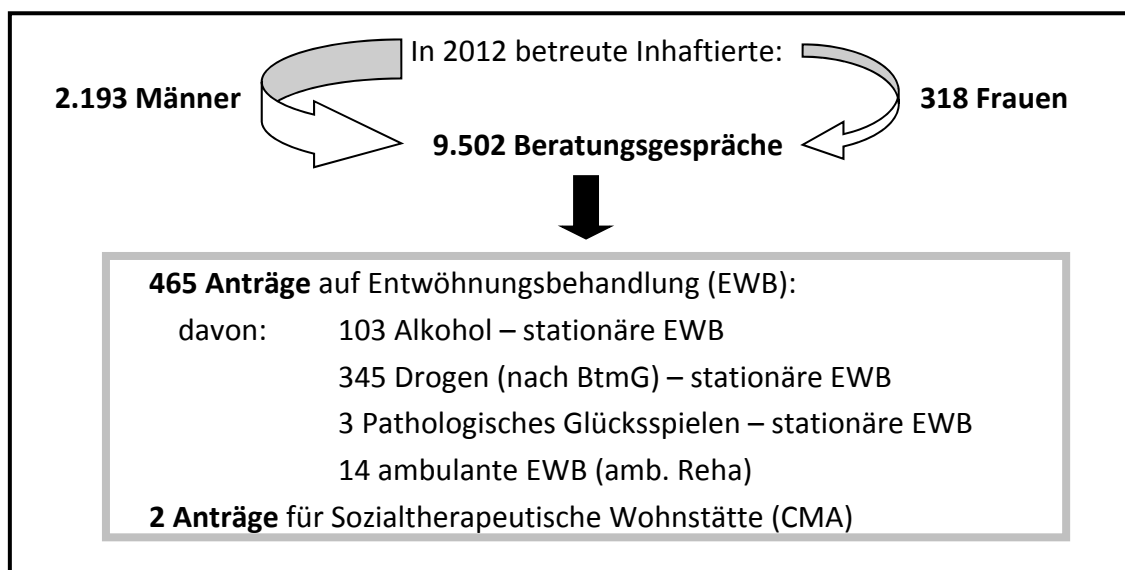 In 2012 betreute Inhaftierte:
2.193 Männer
318 Frauen
9.502 Beratungsgespräche
465 Anträge auf Entwöhnungsbehandlung (EWB):
davon: 103 Alkohol – stationäre EWB
345 Drogen (nach BtmG) – stationäre EWB
3 Pathologisches Glücksspielen – stationäre EWB
14 ambulante EWB (amb. Reha)
2 Anträge für Sozialtherapeutische Wohnstätte (CMA)